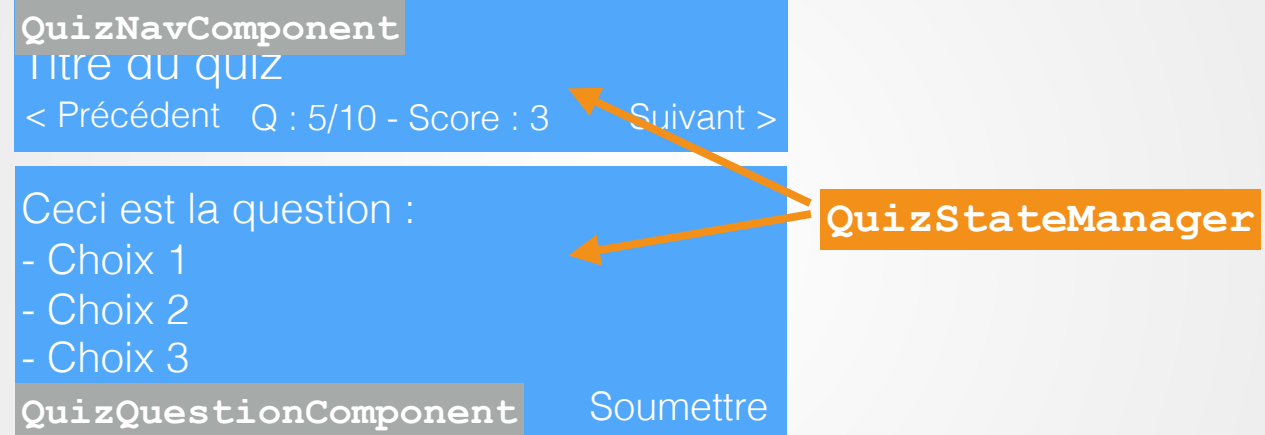 QuizNavComponent
Titre du quiz
< Précédent Q : 5/10 - Score : 3 Suivant >
Ceci est la question :
QuizStateManager
- Choix 1
- Choix 2
- Choix 3
QuizQuestionComponent Soumettre